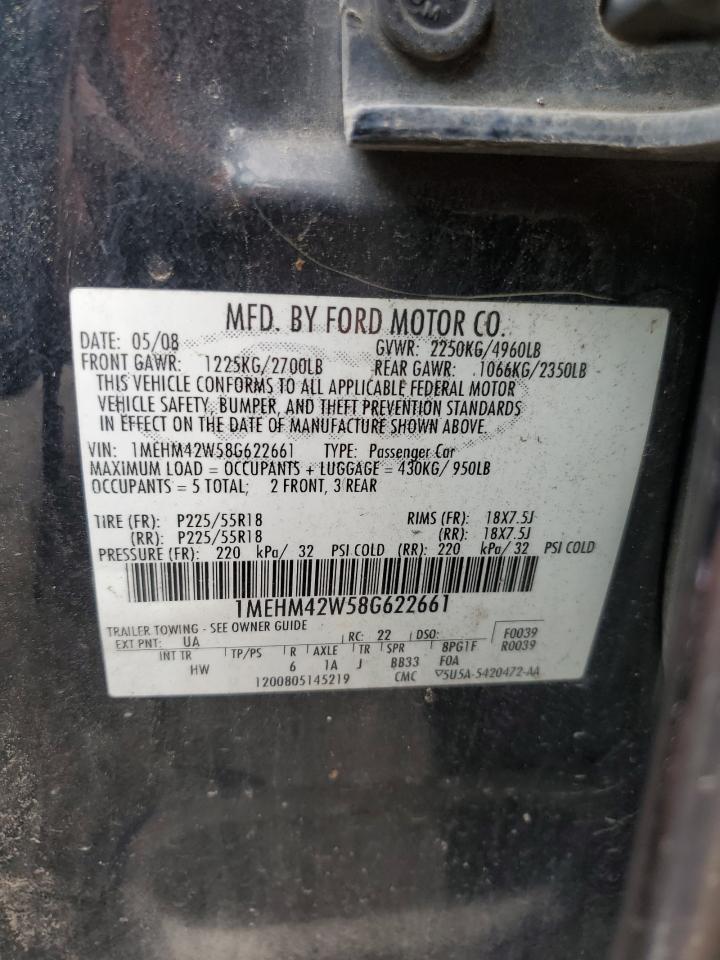 MFD. BY FORD MOTOR CO.
DATE: 05/08 GVWR: 2250KG/4960LB
FRONT GAWR: 1225KG/2700LB REAR GAWR: 1066KG/2350LB
THIS VEHICLE CONFORMS TO ALL APPLICABLE FEDERAL MOTOR
VEHICLE SAFETY, BUMPER, AND THEFT PREVENTION STANDARDS
IN EFFECT ON THE DATE OF MANUFACTURE SHOWN ABOVE.
VIN: 1MEHM42W58G622661 TYPE: Passenger Car
MAXIMUM LOAD = OCCUPANTS + LUGGAGE = 430KG/ 950LB
OCCUPANTS = 5 TOTAL; 2 FRONT, 3 REAR
TIRE (FR): P225/55R18 RIMS (FR): 18X7.5J
(RR): P225/55R18 (RR): 18X7.5J
PRESSURE (FR): 220 kPa/ 32 PSI COLD (RR): 220 kPa/ 32 PSI COLD
1MEHM42W58G622661
TRAILER TOWING - SEE OWNER GUIDE
EXT PNT: UA RC: 22 DSO: F0039
INT TR TP/PS R AXLE TR SPR 8PG1F R0039
HW 6 1A J BB33 F0A
1200805145219 CMC ▽5U5A-5420472-AA